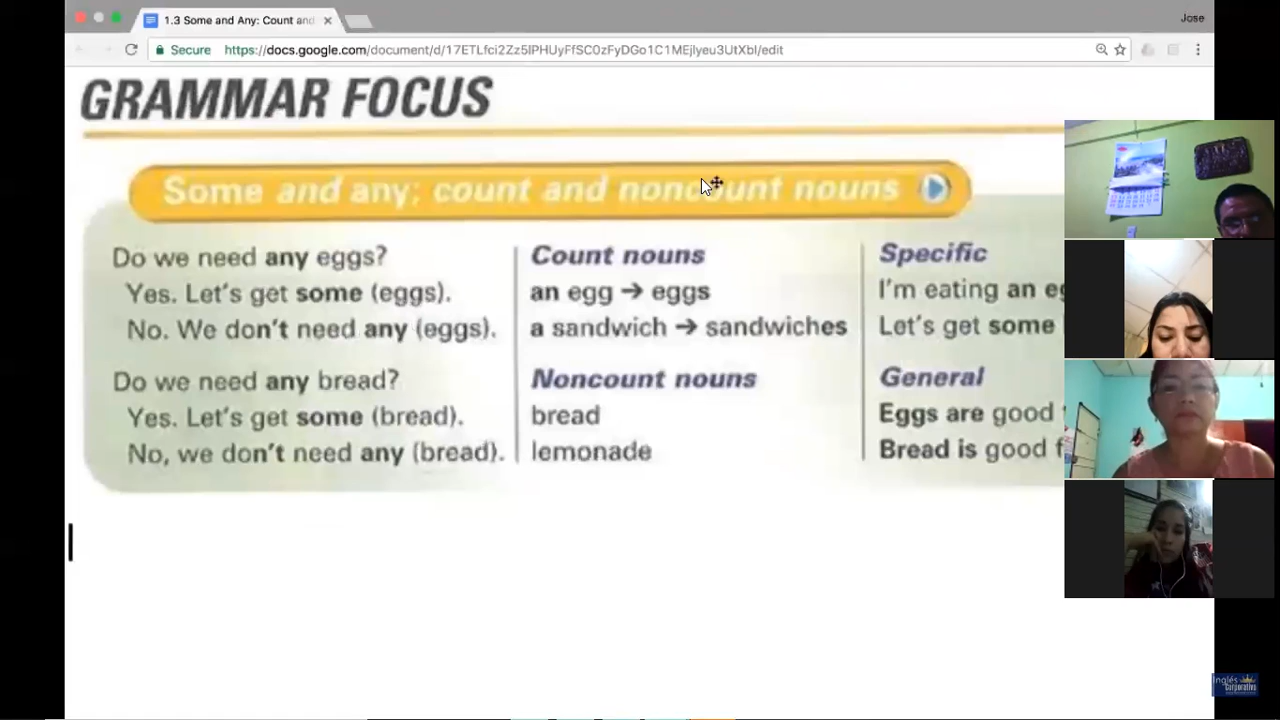 1.3 Some and Any: Count and
Jose
Secure
https://docs.google.com/document/d/17ETLfci2Zz5IPHUyFfSC0zFyDGo1C1MEjlyeu3UtXbI/edit
GRAMMAR FOCUS
Some and any; count and noncount nouns
Do we need any eggs?
Yes. Let's get some (eggs).
No. We don't need any (eggs).
Do we need any bread?
Yes. Let's get some (bread).
No, we don't need any (bread).
Count nouns
an egg → eggs
a sandwich → sandwiches
Noncount nouns
bread
lemonade
Specific
I'm eating an
Let's get some
General
Eggs are good
Bread is good
Inglés
Corporativo